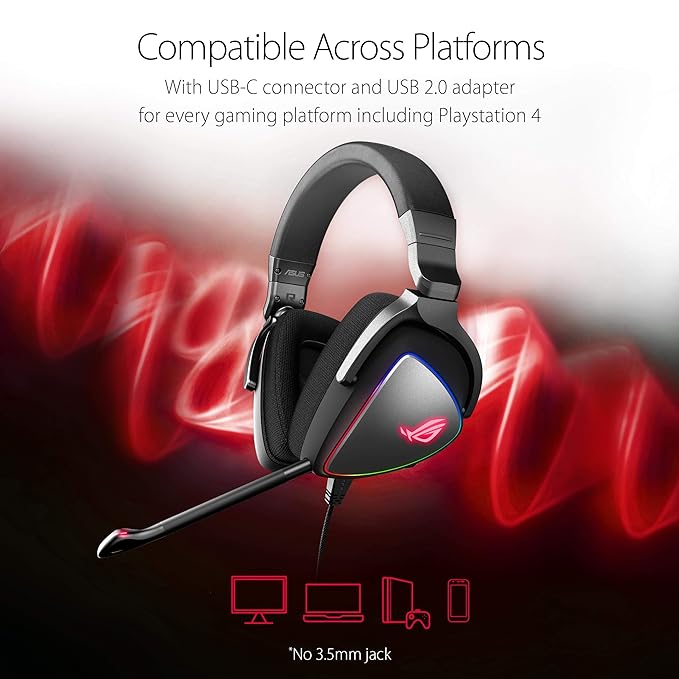 Compatible Across Platforms
With USB-C connector and USB 2.0 adapter
for every gaming platform including Playstation 4
ASUS
R
*No 3.5mm jack